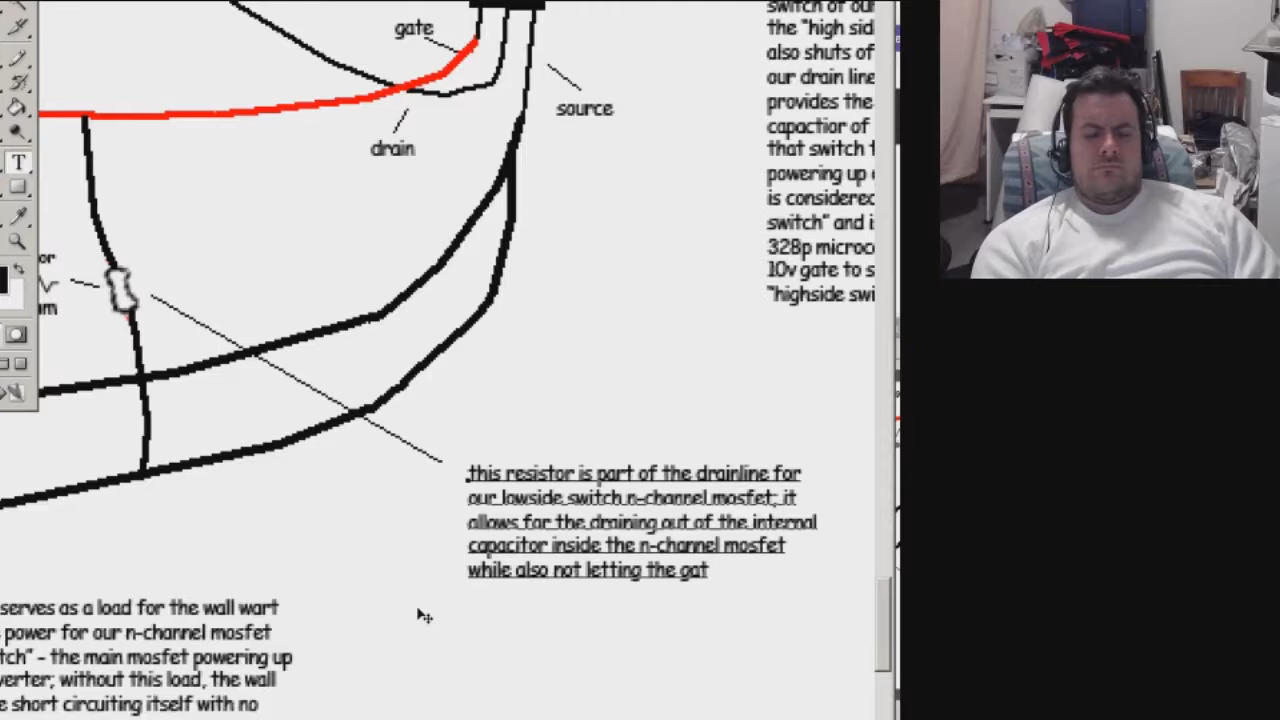 switch of our
the "high sid
also shuts of
our drain line
provides the
capactior of
that switch t
powering up
is considered
switch" and i
328p microco
10v gate to s
"highside swi
gate
source
drain
or
am
this resistor is part of the drainline for
our lowside switch n-channel mosfet; it
allows for the draining out of the internal
capacitor inside the n-channel mosfet
while also not letting the gat
serves as a load for the wall wart
power for our n-channel mosfet
tch" - the main mosfet powering up
verter; without this load, the wall
e short circuiting itself with no
T